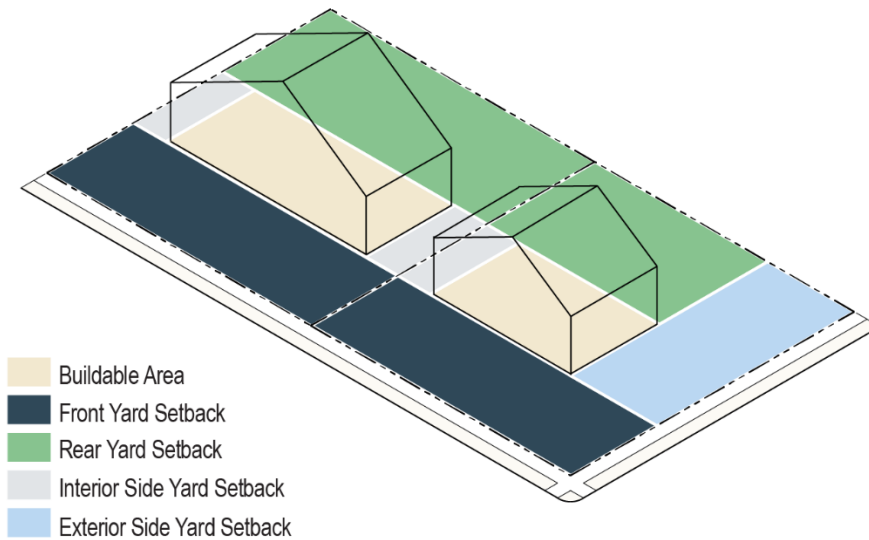 Buildable Area
Front Yard Setback
Rear Yard Setback
Interior Side Yard Setback
Exterior Side Yard Setback